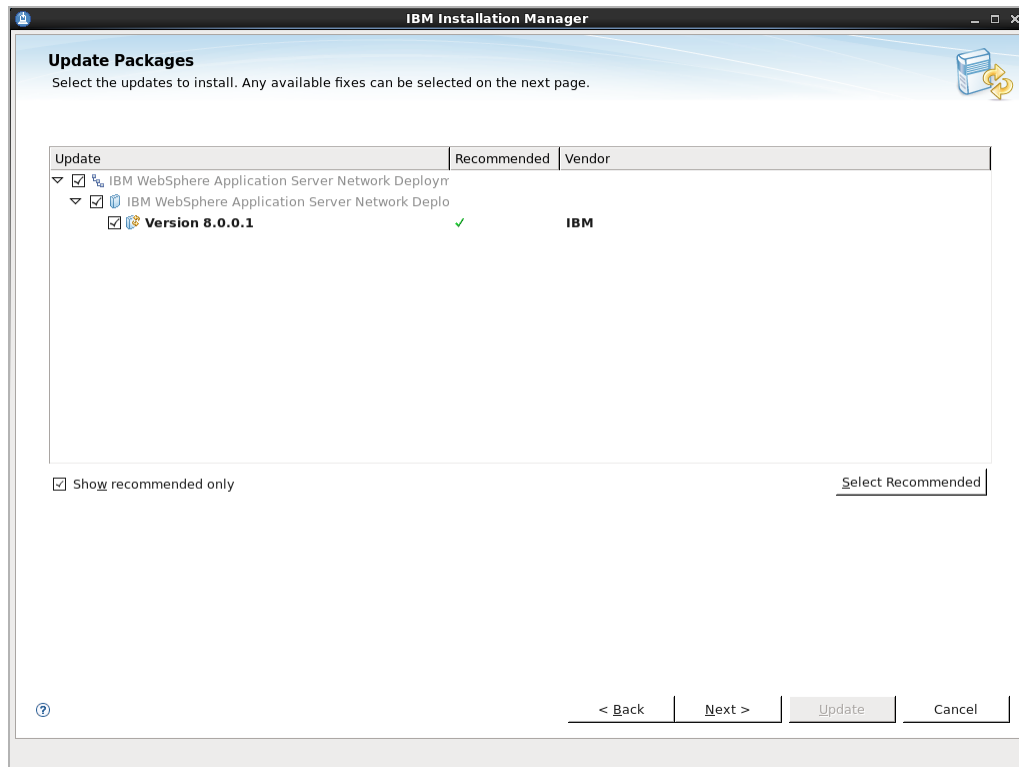 IBM Installation Manager
Update Packages
Select the updates to install. Any available fixes can be selected on the next page.
Update Recommended Vendor
IBM WebSphere Application Server Network Deploym
IBM WebSphere Application Server Network Deplo
Version 8.0.0.1 IBM
Show recommended only Select Recommended
< Back Next > Update Cancel